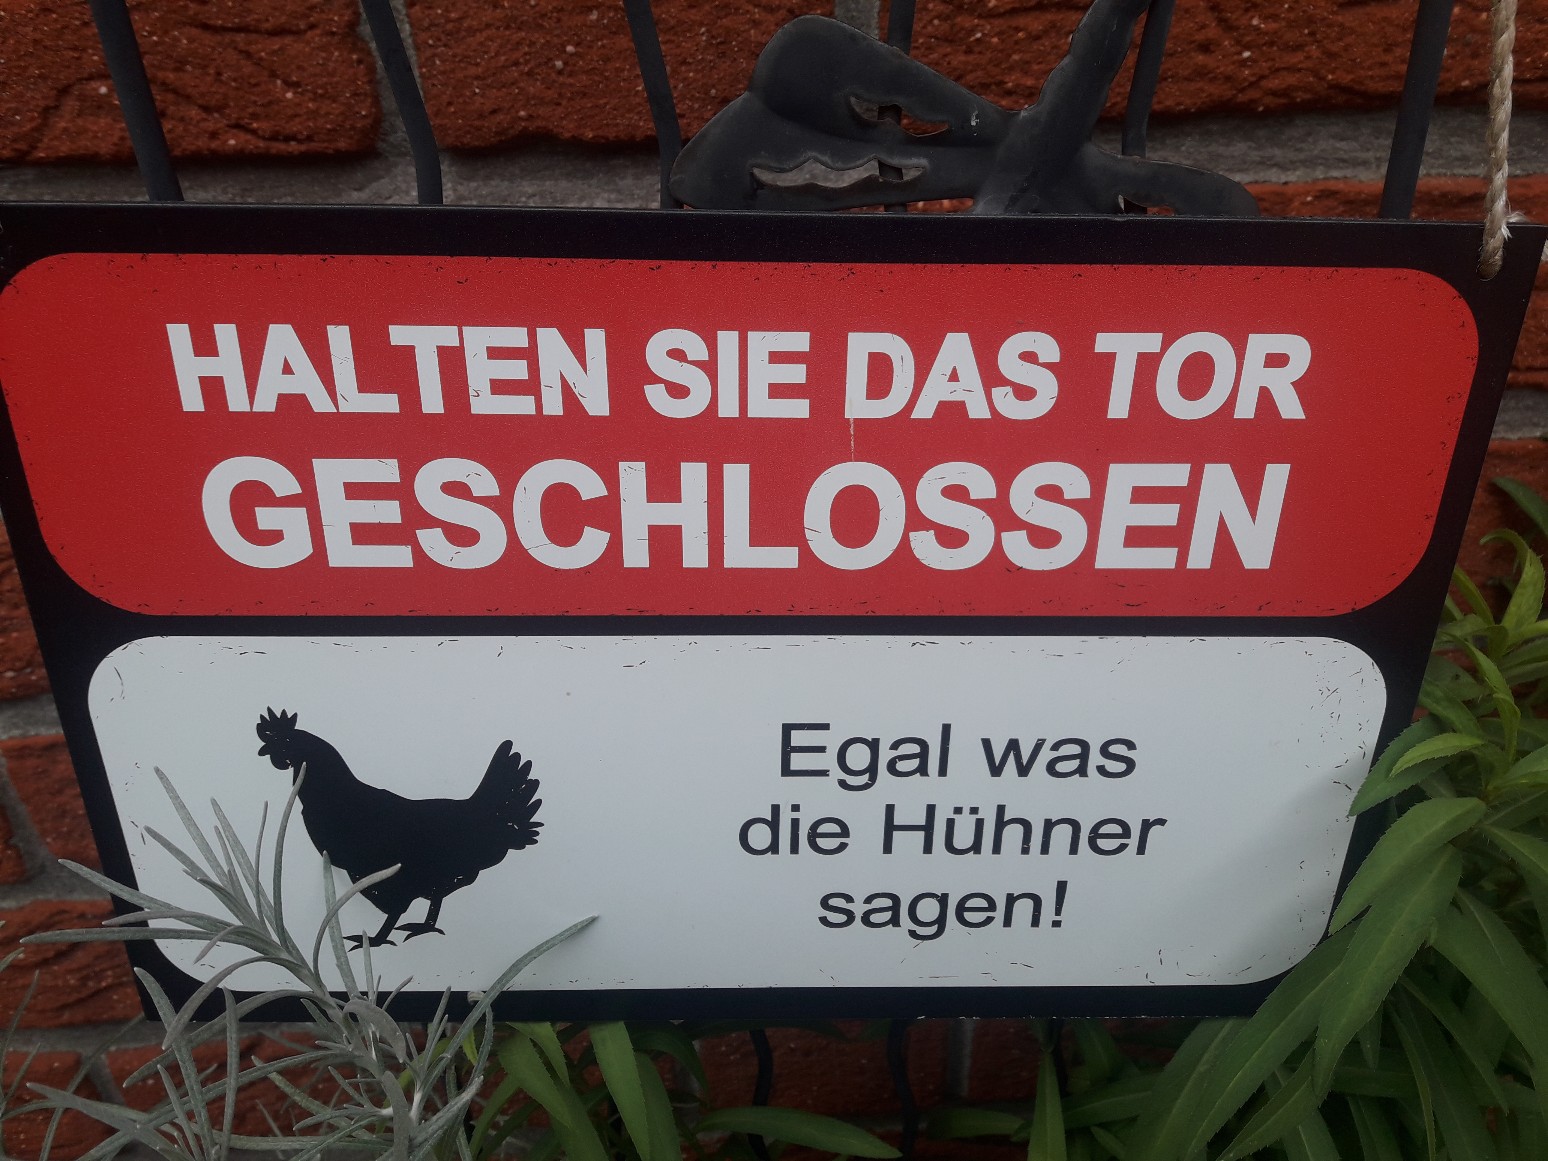 HALTEN SIE DAS TOR
GESCHLOSSEN
Egal was
die Hühner
sagen!